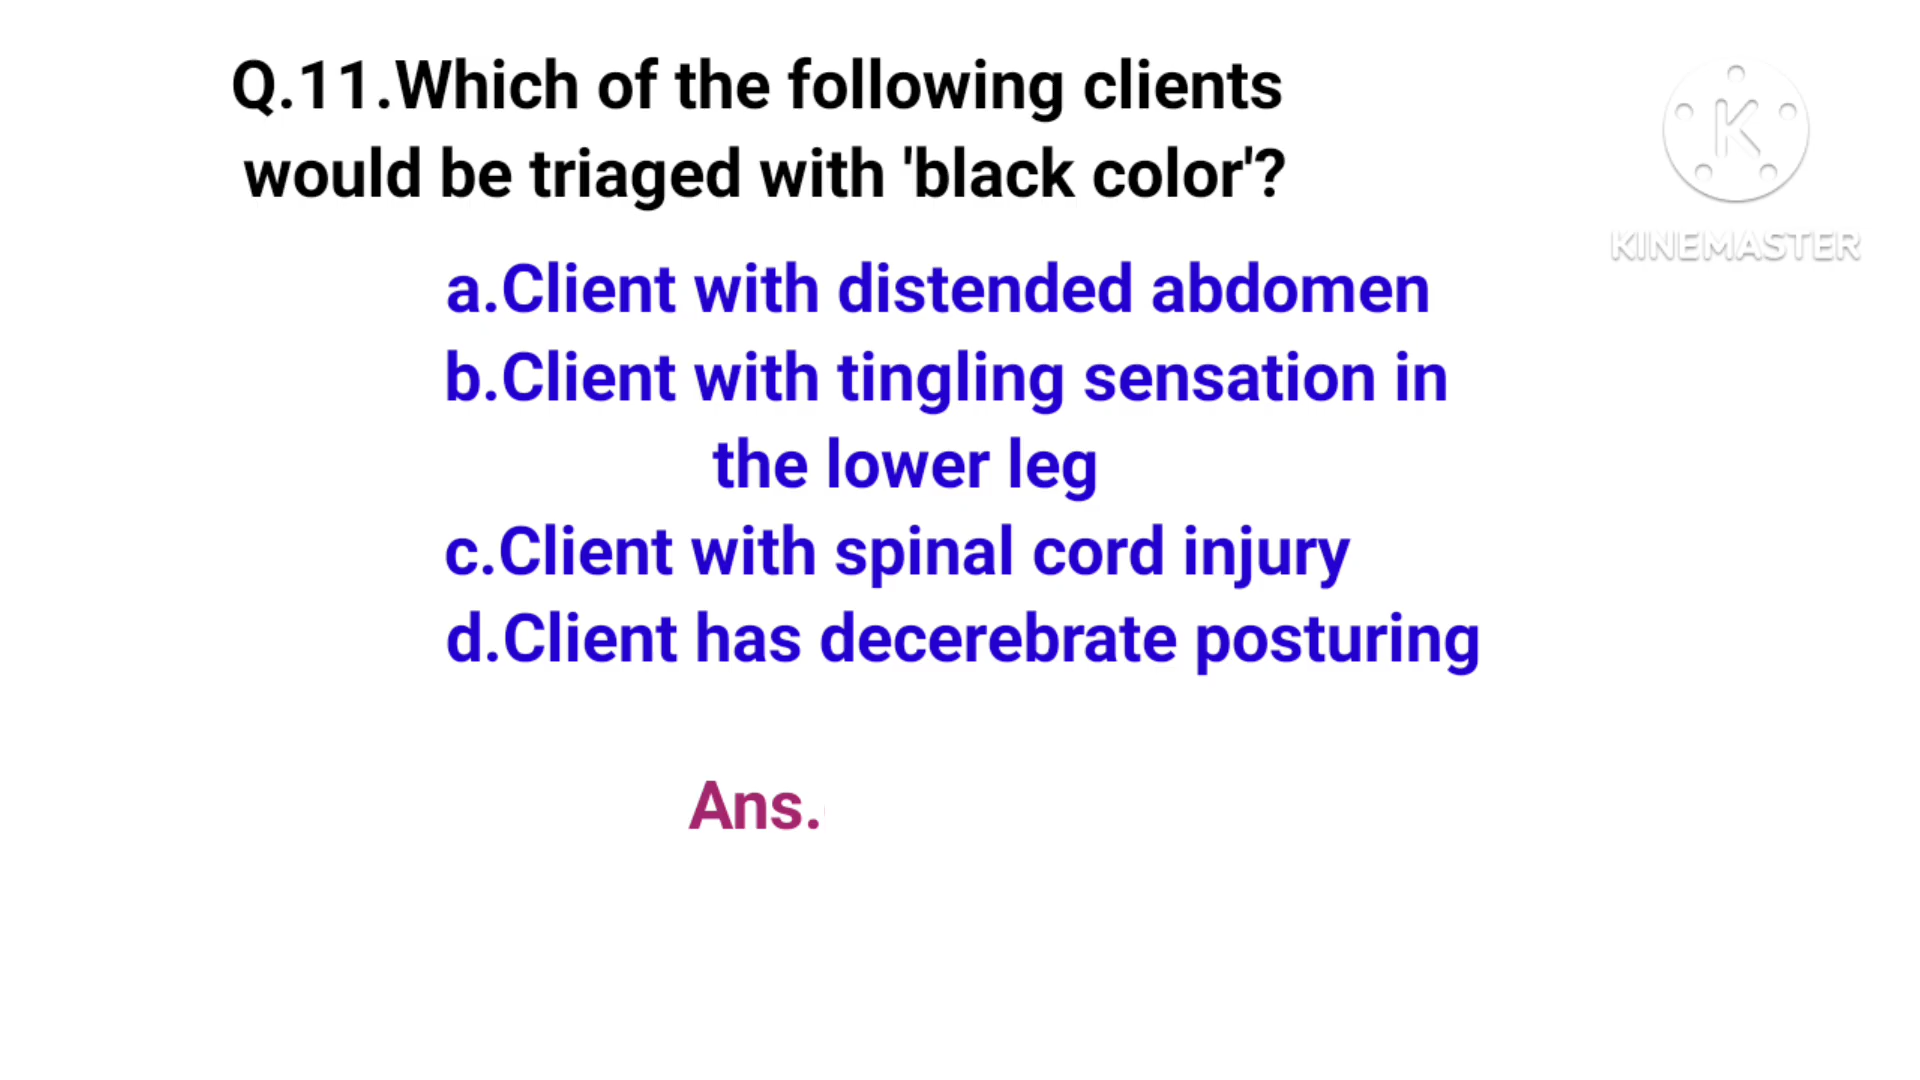 Q.11.Which of the following clients
would be triaged with 'black color'?
KINEMASTER
a.Client with distended abdomen
b.Client with tingling sensation in
the lower leg
c.Client with spinal cord injury
d.Client has decerebrate posturing
Ans.